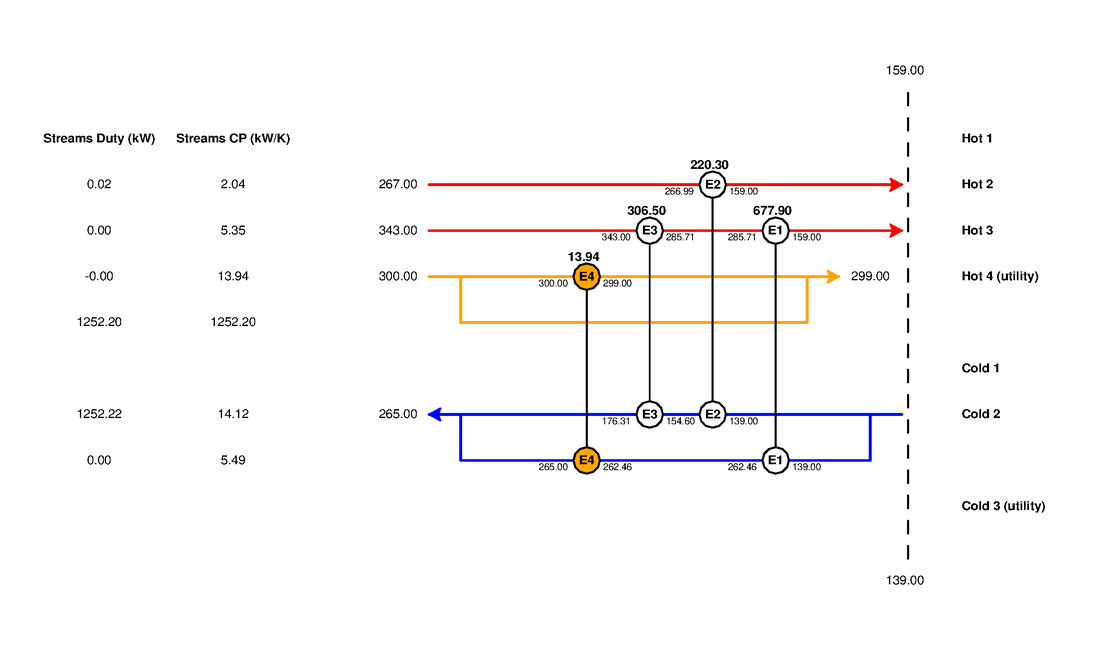 159.00
Streams Duty (kW) Streams CP (kW/K) Hot 1
220.30
0.02 2.04 267.00 E2 Hot 2
266.99 159.00
306.50 677.90
0.00 5.35 343.00 E3 E1 Hot 3
343.00 285.71 285.71 159.00
13.94
-0.00 13.94 300.00 E4 299.00 Hot 4 (utility)
300.00 299.00
1252.20 1252.20
Cold 1
1252.22 14.12 265.00 E3 E2 Cold 2
176.31 154.60 139.00
0.00 5.49 E4 E1
265.00 262.46 262.46 139.00
Cold 3 (utility)
139.00